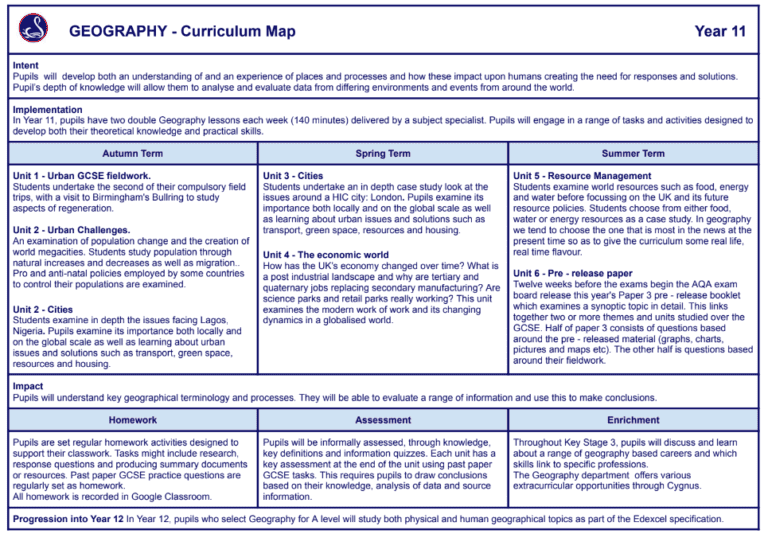 GEOGRAPHY - Curriculum Map
Year 11
Intent
Pupils will develop both an understanding of and an experience of places and processes and how these impact upon humans creating the need for responses and solutions.
Pupil's depth of knowledge will allow them to analyse and evaluate data from differing environments and events from around the world.
Implementation
In Year 11, pupils have two double Geography lessons each week (140 minutes) delivered by a subject specialist. Pupils will engage in a range of tasks and activities designed to
develop both their theoretical knowledge and practical skills.
Autumn Term
Unit 1 - Urban GCSE fieldwork.
Students undertake the second of their compulsory field
trips, with a visit to Birmingham's Bullring to study
aspects of regeneration.
Unit 2 - Urban Challenges.
An examination of population change and the creation of
world megacities. Students study population through
natural increases and decreases as well as migration..
Pro and anti-natal policies employed by some countries
to control their populations are examined.
Unit 2 - Cities
Students examine in depth the issues facing Lagos,
Nigeria. Pupils examine its importance both locally and
on the global scale as well as learning about urban
issues and solutions such as transport, green space,
resources and housing.
Spring Term
Unit 3 - Cities
Students undertake an in depth case study look at the
issues around a HIC city: London. Pupils examine its
importance both locally and on the global scale as well
as learning about urban issues and solutions such as
transport, green space, resources and housing.
Unit 4 - The economic world
How has the UK's economy changed over time? What is
a post industrial landscape and why are tertiary and
quaternary jobs replacing secondary manufacturing? Are
science parks and retail parks really working? This unit
examines the modern work of work and its changing
dynamics in a globalised world.
Summer Term
Unit 5 - Resource Management
Students examine world resources such as food, energy
and water before focussing on the UK and its future
resource policies. Students choose from either food,
water or energy resources as a case study. In geography
we tend to choose the one that is most in the news at the
present time so as to give the curriculum some real life,
real time flavour.
Unit 6 - Pre - release paper
Twelve weeks before the exams begin the AQA exam
board release this year's Paper 3 pre - release booklet
which examines a synoptic topic in detail. This links
together two or more themes and units studied over the
GCSE. Half of paper 3 consists of questions based
around the pre - released material (graphs, charts,
pictures and maps etc). The other half is questions based
around their fieldwork.
Impact
Pupils will understand key geographical terminology and processes. They will be able to evaluate a range of information and use this to make conclusions.
Homework
Pupils are set regular homework activities designed to
support their classwork. Tasks might include research,
response questions and producing summary documents
or resources. Past paper GCSE practice questions are
regularly set as homework.
All homework is recorded in Google Classroom.
Assessment
Pupils will be informally assessed, through knowledge,
key definitions and information quizzes. Each unit has a
key assessment at the end of the unit using past paper
GCSE tasks. This requires pupils to draw conclusions
based on their knowledge, analysis of data and source
information.
Enrichment
Throughout Key Stage 3, pupils will discuss and learn
about a range of geography based careers and which
skills link to specific professions.
The Geography department offers various
extracurricular opportunities through Cygnus.
Progression into Year 12 In Year 12, pupils who select Geography for A level will study both physical and human geographical topics as part of the Edexcel specification.